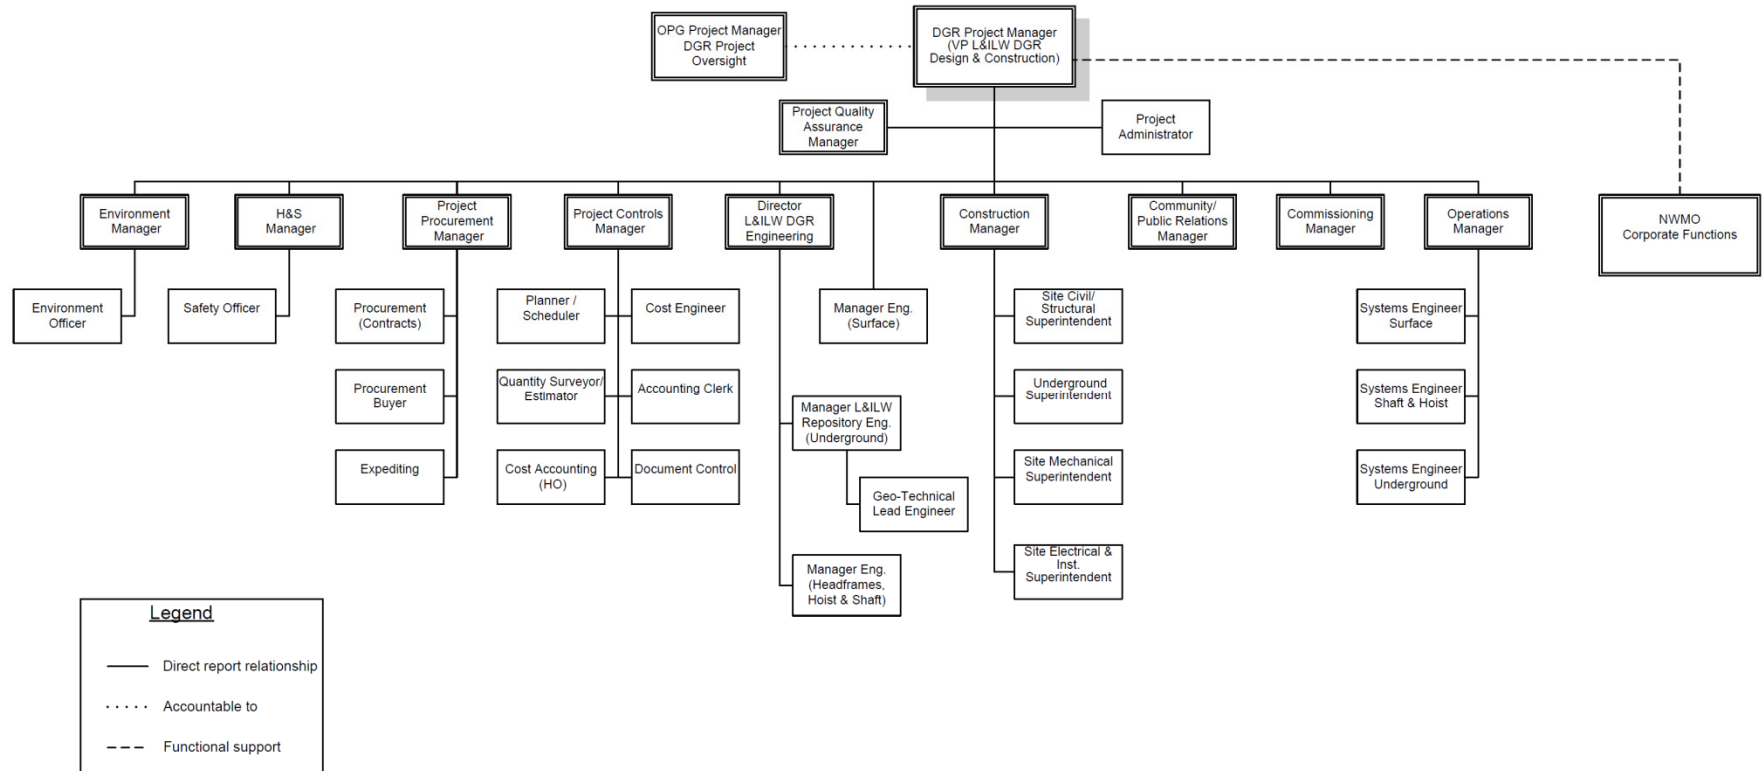 OPG Project Manager
DGR Project
Oversight
DGR Project Manager
(VP L&ILW DGR
Design & Construction)
Project Quality
Assurance
Manager
Project
Administrator
Environment
Manager
H&S
Manager
Project
Procurement
Manager
Project Controls
Manager
Director
L&ILW DGR
Engineering
Construction
Manager
Community/
Public Relations
Manager
Commissioning
Manager
Operations
Manager
NWMO
Corporate Functions
Environment
Officer
Safety Officer
Procurement
(Contracts)
Planner /
Scheduler
Cost Engineer
Manager Eng.
(Surface)
Site Civil/
Structural
Superintendent
Systems Engineer
Surface
Procurement
Buyer
Quantity Surveyor/
Estimator
Accounting Clerk
Manager L&ILW
Repository Eng.
(Underground)
Underground
Superintendent
Systems Engineer
Shaft & Hoist
Expediting
Cost Accounting
(HO)
Document Control
Geo-Technical
Lead Engineer
Site Mechanical
Superintendent
Systems Engineer
Underground
Manager Eng.
(Headframes,
Hoist & Shaft)
Site Electrical &
Inst.
Superintendent
Legend
Direct report relationship
Accountable to
Functional support